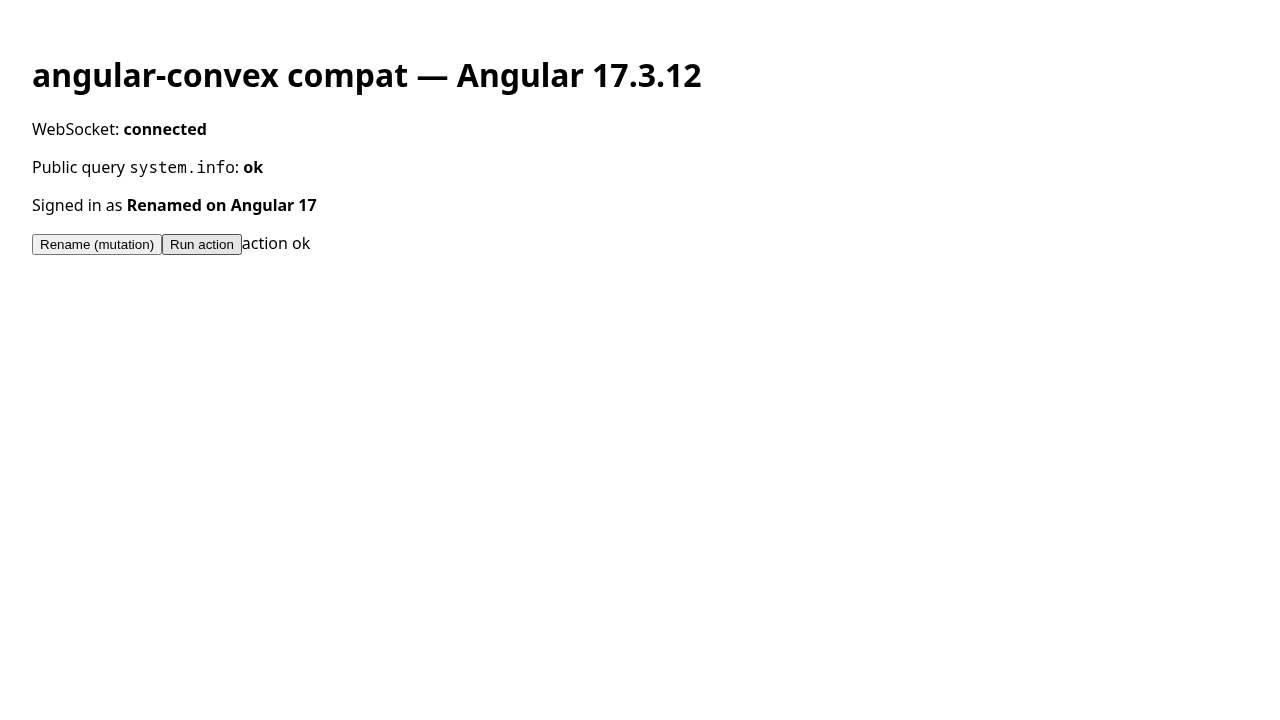 angular-convex compat — Angular 17.3.12
WebSocket: connected
Public query system.info: ok
Signed in as Renamed on Angular 17
Rename (mutation) Run action action ok